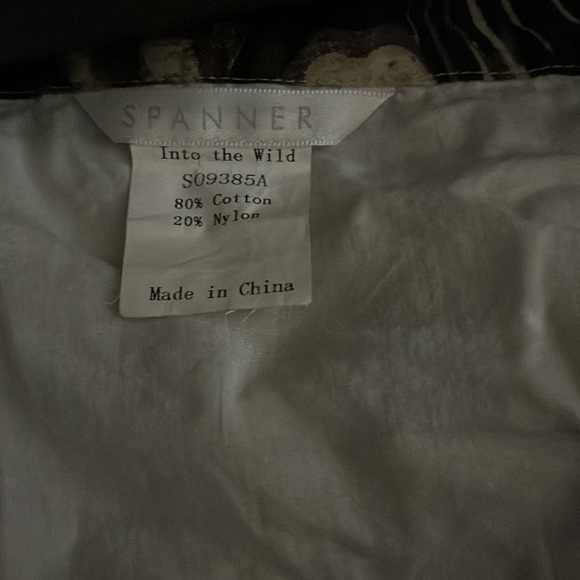 SPANNER
Into the Wild
S09385A
80% Cotton
20% Nylon
Made in China